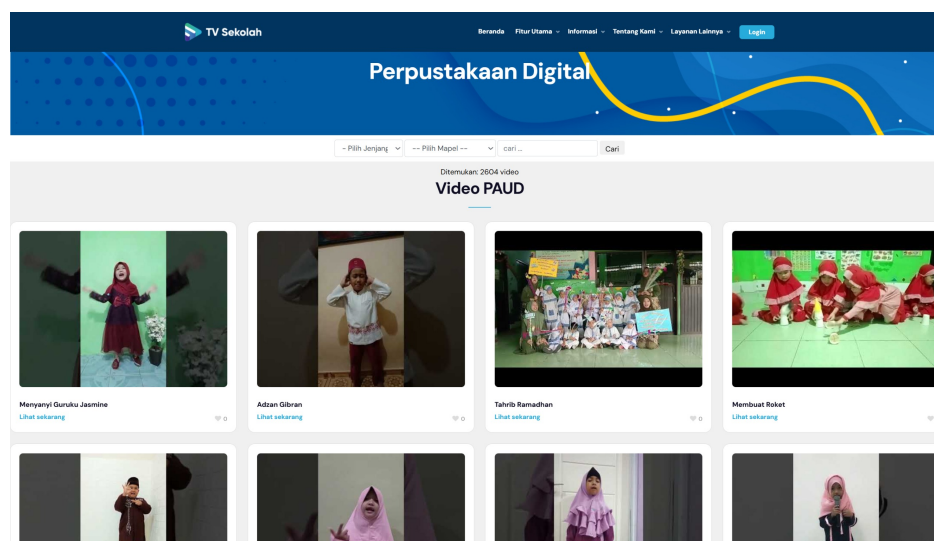 TV Sekolah
Beranda Fitur Utama Informasi Tentang Kami Layanan Lainnya Login
Perpustakaan Digital
- Pilih Jenjang -- Pilih Mapel -- cari ... Cari
Ditemukan: 2604 video
Video PAUD
Menyanyi Guruku Jasmine
Lihat sekarang 0
Adzan Gibran
Lihat sekarang 0
Tahrib Ramadhan
Lihat sekarang 0
Membuat Roket
Lihat sekarang